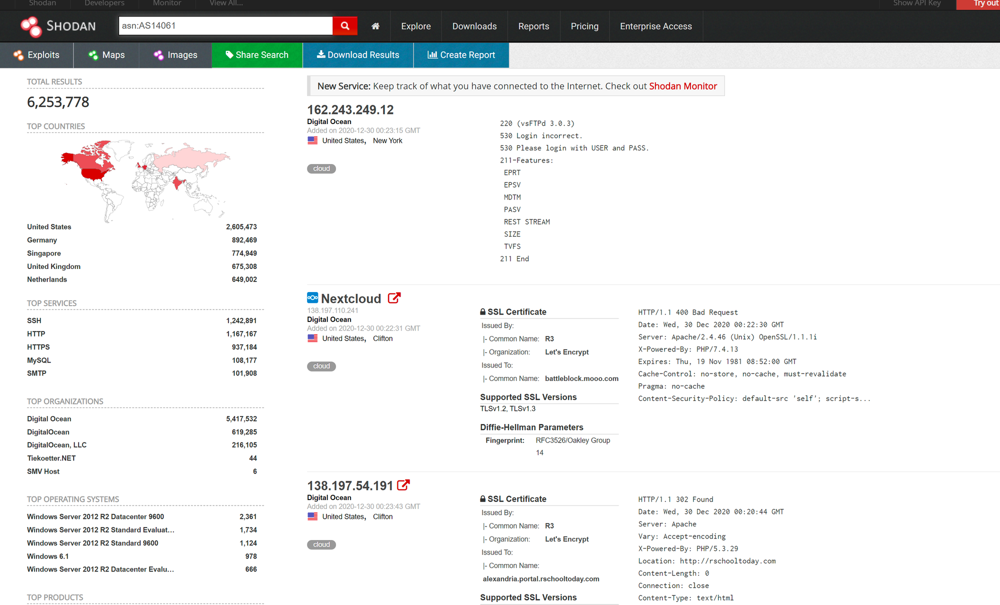 Shodan Developers Monitor View All... Show API Key Try out
SHODAN asn:AS14061 Explore Downloads Reports Pricing Enterprise Access
Exploits Maps Images Share Search Download Results Create Report
TOTAL RESULTS
6,253,778
TOP COUNTRIES
United States 2,605,473
Germany 892,469
Singapore 774,949
United Kingdom 675,308
Netherlands 649,002
TOP SERVICES
SSH 1,242,891
HTTP 1,167,167
HTTPS 937,184
MySQL 108,177
SMTP 101,908
TOP ORGANIZATIONS
Digital Ocean 5,417,532
DigitalOcean 619,285
DigitalOcean, LLC 216,105
Tiekoetter.NET 44
SMV Host 6
TOP OPERATING SYSTEMS
Windows Server 2012 R2 Datacenter 9600 2,361
Windows Server 2012 R2 Standard Evaluat... 1,734
Windows Server 2012 R2 Standard 9600 1,124
Windows 6.1 978
Windows Server 2012 R2 Datacenter Evalu... 666
TOP PRODUCTS
New Service: Keep track of what you have connected to the Internet. Check out Shodan Monitor
162.243.249.12
Digital Ocean
Added on 2020-12-30 00:23:15 GMT
United States, New York
cloud
220 (vsFTPd 3.0.3)
530 Login incorrect.
530 Please login with USER and PASS.
211-Features:
EPRT
EPSV
MDTM
PASV
REST STREAM
SIZE
TVFS
211 End
Nextcloud
138.197.110.241
Digital Ocean
Added on 2020-12-30 00:22:31 GMT
United States, Clifton
cloud
SSL Certificate
Issued By:
|- Common Name: R3
|- Organization: Let's Encrypt
Issued To:
|- Common Name: battleblock.mooo.com
Supported SSL Versions
TLSv1.2, TLSv1.3
Diffie-Hellman Parameters
Fingerprint: RFC3526/Oakley Group
14
HTTP/1.1 400 Bad Request
Date: Wed, 30 Dec 2020 00:22:30 GMT
Server: Apache/2.4.46 (Unix) OpenSSL/1.1.1i
X-Powered-By: PHP/7.4.13
Expires: Thu, 19 Nov 1981 08:52:00 GMT
Cache-Control: no-store, no-cache, must-revalidate
Pragma: no-cache
Content-Security-Policy: default-src 'self'; script-s...
138.197.54.191
Digital Ocean
Added on 2020-12-30 00:23:43 GMT
United States, Clifton
cloud
SSL Certificate
Issued By:
|- Common Name: R3
|- Organization: Let's Encrypt
Issued To:
|- Common Name:
alexandria.portal.rschooltoday.com
Supported SSL Versions
HTTP/1.1 302 Found
Date: Wed, 30 Dec 2020 00:20:44 GMT
Server: Apache
Vary: Accept-encoding
X-Powered-By: PHP/5.3.29
Location: http://rschooltoday.com
Content-Length: 0
Connection: close
Content-Type: text/html